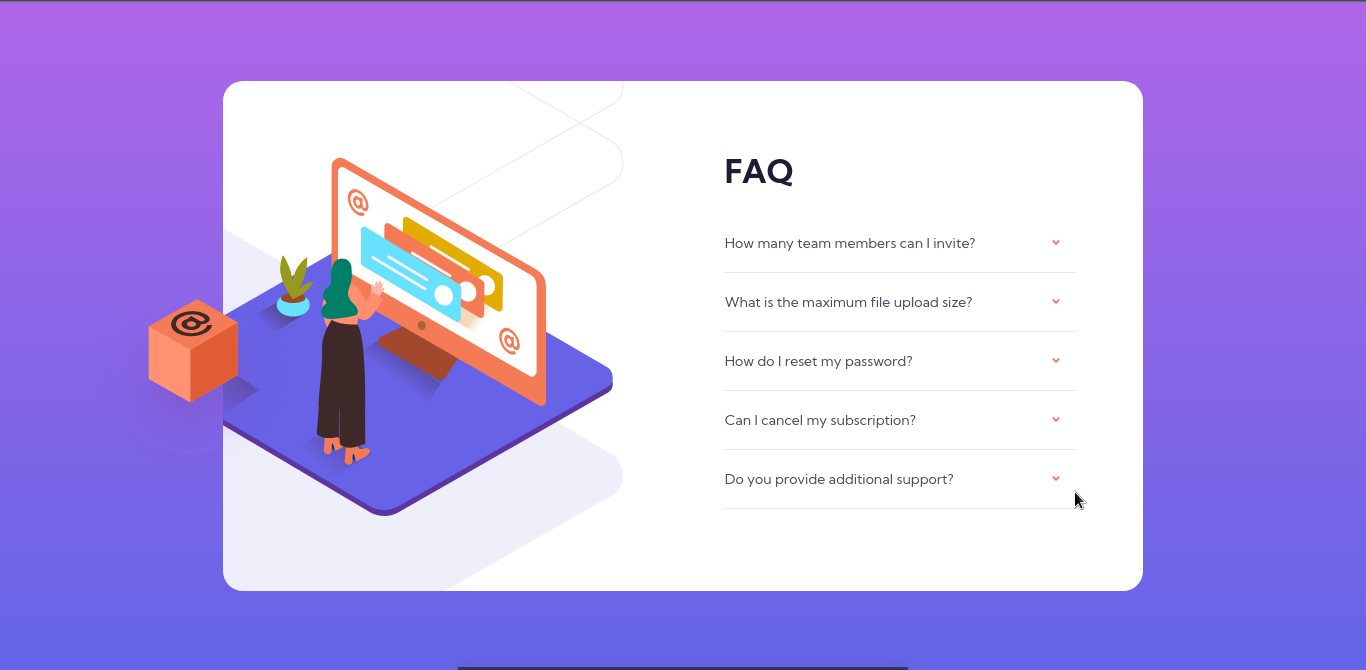 FAQ
How many team members can I invite?
What is the maximum file upload size?
How do I reset my password?
Can I cancel my subscription?
Do you provide additional support?
@
@
@